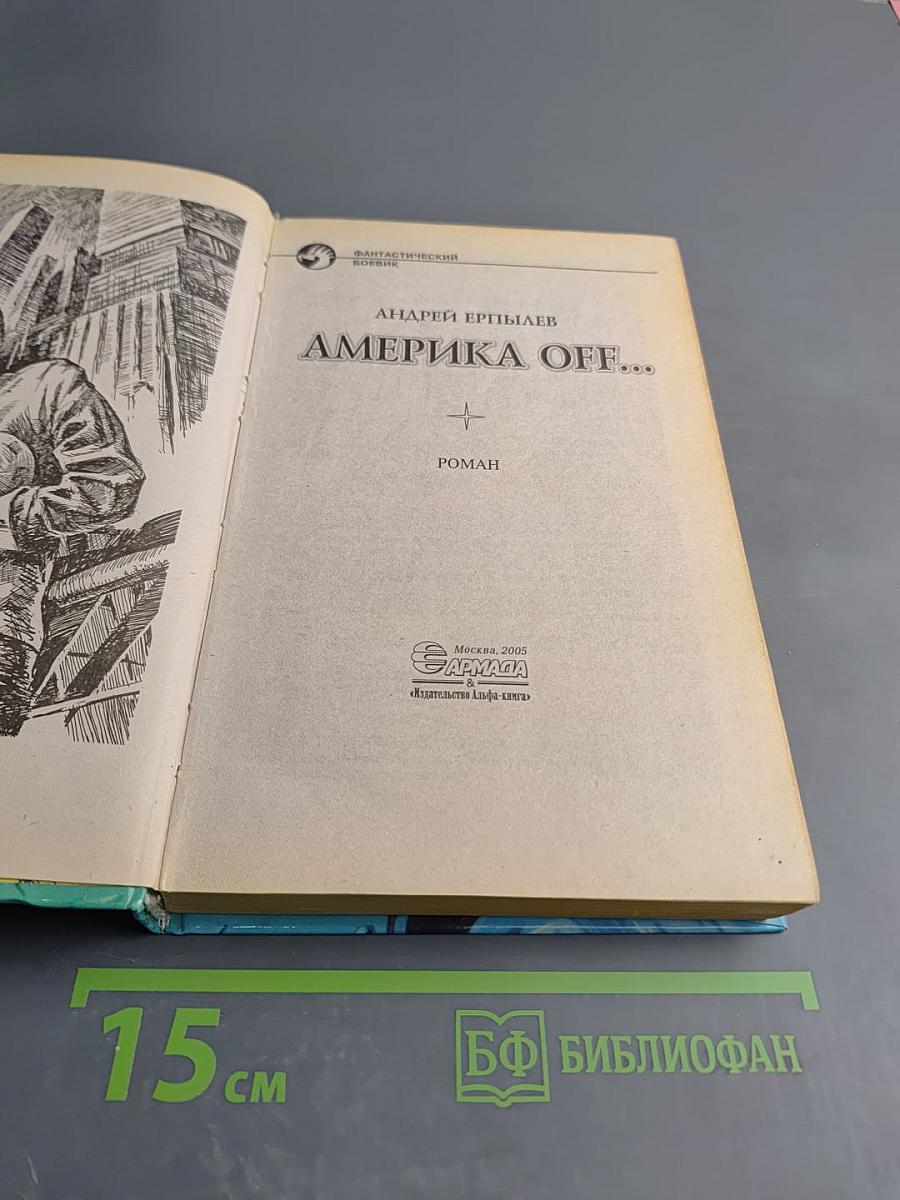 ФАНТАСТИЧЕСКИЙ
БОЕВИК
АНДРЕЙ ЕРПЫЛЕВ
АМЕРИКА OFF...
РОМАН
Москва, 2005
АРМАДА
&
«Издательство Альфа-книга»
15 см
БФ БИБЛИОФАН